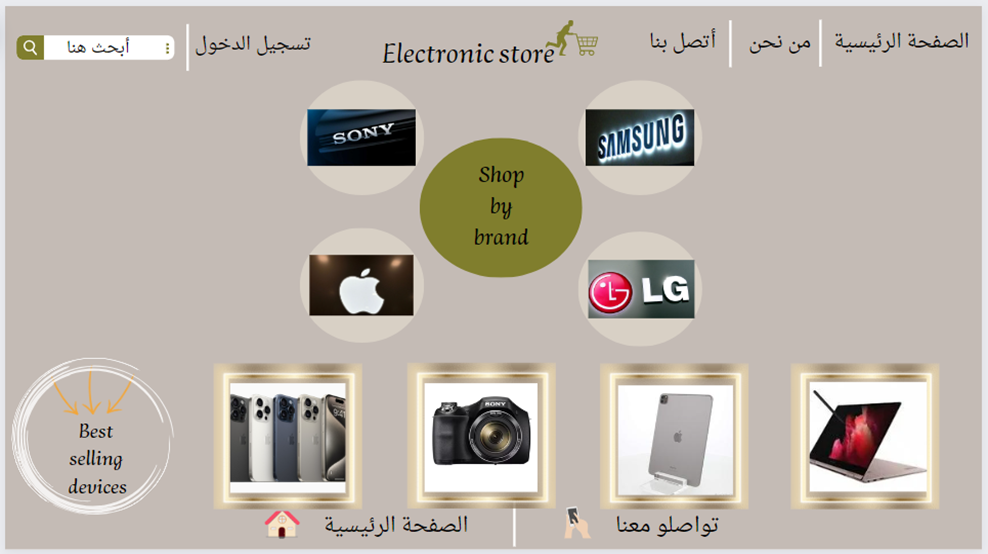 الصفحة الرئيسية
من نحن
أتصل بنا
Electronic store
تسجيل الدخول
أبحث هنا
SONY
SAMSUNG
Shop
by
brand
LG
Best
selling
devices
SONY
الصفحة الرئيسية
تواصلو معنا